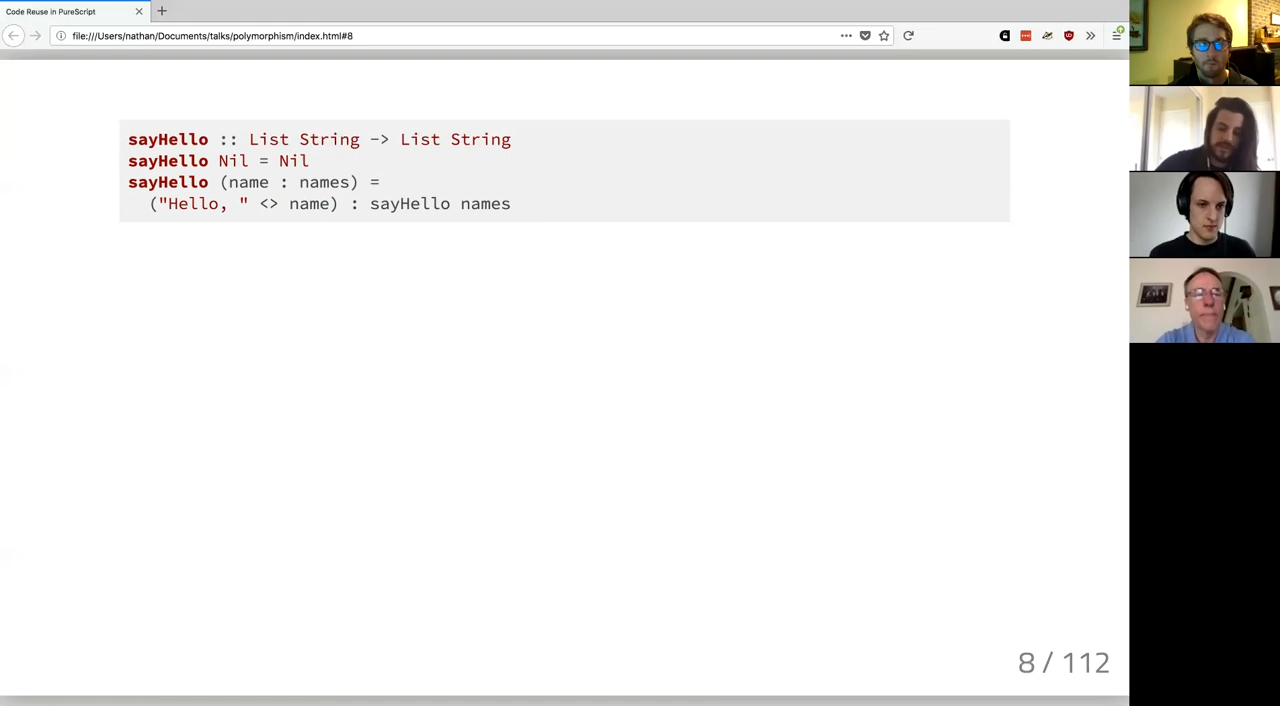 Code Reuse in PureScript
file:///Users/nathan/Documents/talks/polymorphism/index.html#8
sayHello :: List String -> List String
sayHello Nil = Nil
sayHello (name : names) =
("Hello, " <> name) : sayHello names
8 / 112